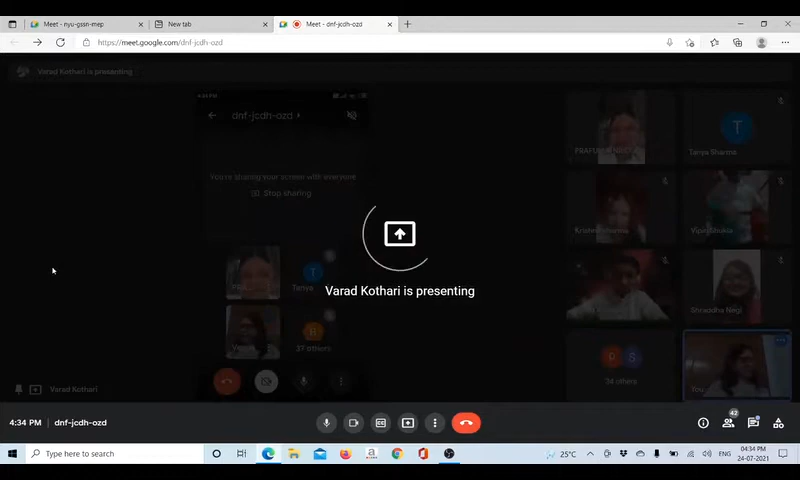 Meet - nyu-gssn-mep
New tab
Meet - dnf-jcdh-ozd
https://meet.google.com/dnf-jcdh-ozd
Varad Kothari is presenting
4:34 PM
dnf-jcdh-ozd
You're sharing your screen with everyone
Stop sharing
T
Tanya
B
37 others
Varad Kothari is presenting
T
Tanya Sharma
Shraddha Negi
D S
34 others
You
Varad Kothari
4:34 PM
dnf-jcdh-ozd
42
Type here to search
25°C
ENG
04:34 PM
24-07-2021